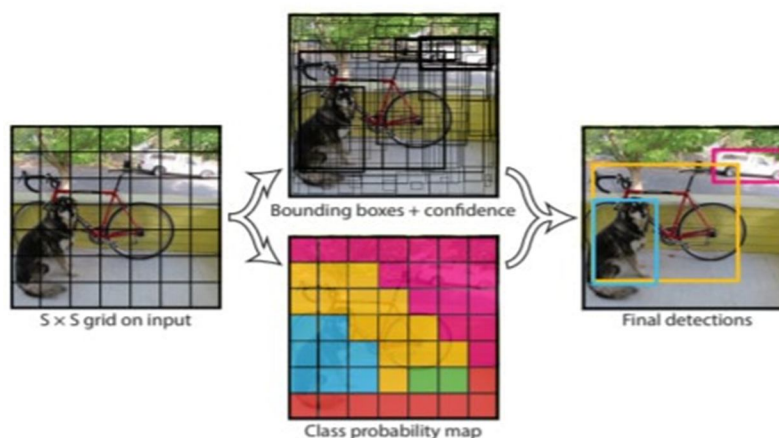 Bounding boxes + confidence
S × S grid on input
Final detections
Class probability map